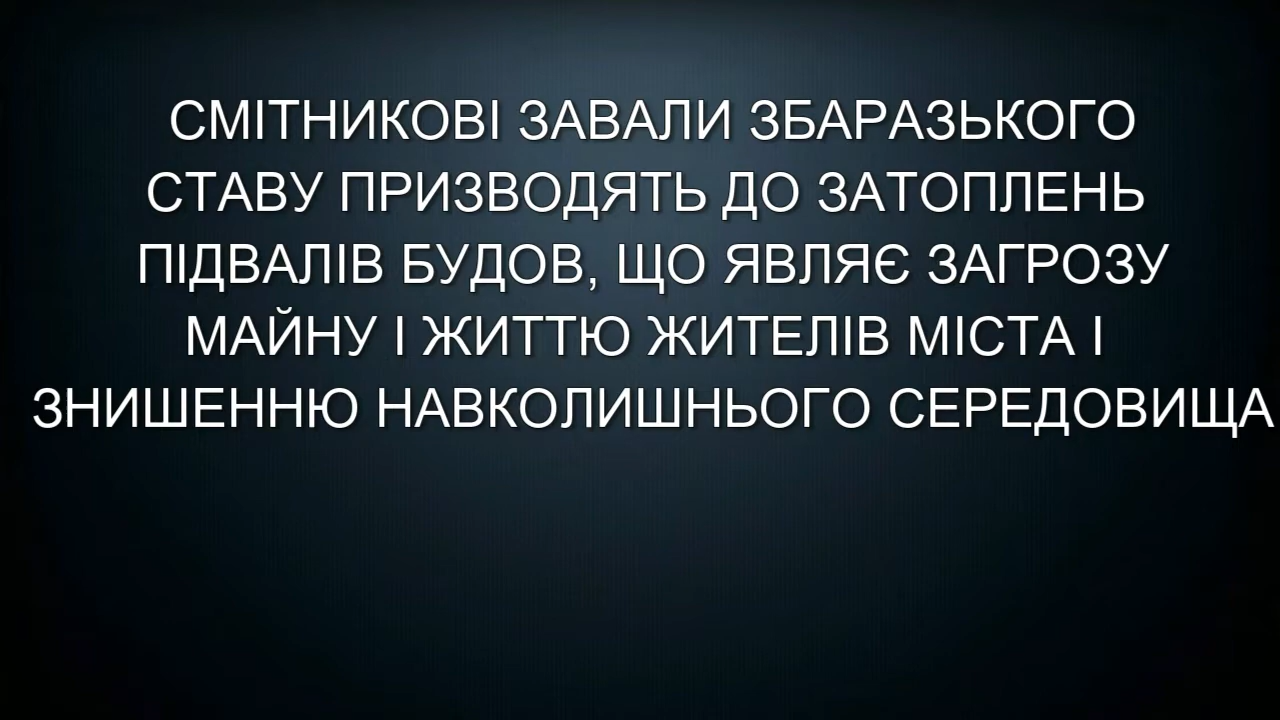 СМІТНИКОВІ ЗАВАЛИ ЗБАРАЗЬКОГО
СТАВУ ПРИЗВОДЯТЬ ДО ЗАТОПЛЕНЬ
ПІДВАЛІВ БУДОВ, ЩО ЯВЛЯЄ ЗАГРОЗУ
МАЙНУ І ЖИТТЮ ЖИТЕЛІВ МІСТА І
ЗНИШЕННЮ НАВКОЛИШНЬОГО СЕРЕДОВИЩА